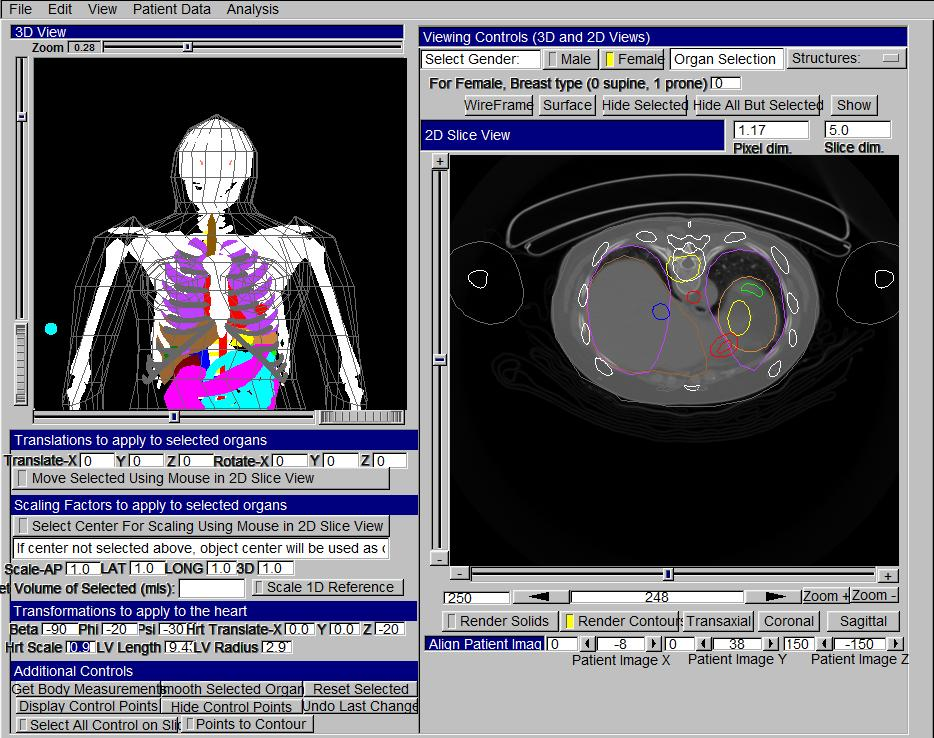 File Edit View Patient Data Analysis
3D View
Zoom 0.28
Viewing Controls (3D and 2D Views)
Select Gender: Male Female Organ Selection Structures:
For Female, Breast type (0 supine, 1 prone) 0
WireFrame Surface Hide Selected Hide All But Selected Show
2D Slice View 1.17 5.0
Pixel dim. Slice dim.
+
-
- +
250 248 Zoom + Zoom -
Render Solids Render Contours Transaxial Coronal Sagittal
Align Patient Imag 0 -8 0 38 150 -150
Patient Image X Patient Image Y Patient Image Z
Translations to apply to selected organs
Translate-X 0 Y 0 Z 0 Rotate-X 0 Y 0 Z 0
Move Selected Using Mouse in 2D Slice View
Scaling Factors to apply to selected organs
Select Center For Scaling Using Mouse in 2D Slice View
If center not selected above, object center will be used as c
Scale-AP 1.0 LAT 1.0 LONG 1.0 3D 1.0
et Volume of Selected (mls): Scale 1D Reference
Transformations to apply to the heart
Beta -90 Phi -20 Psi -30 Hrt Translate-X 0.0 Y 0.0 Z -20
Hrt Scale 0.9 LV Length 9.4 LV Radius 2.9
Additional Controls
Get Body Measurements mooth Selected Organ Reset Selected
Display Control Points Hide Control Points Undo Last Change
Select All Control on Slic Points to Contour